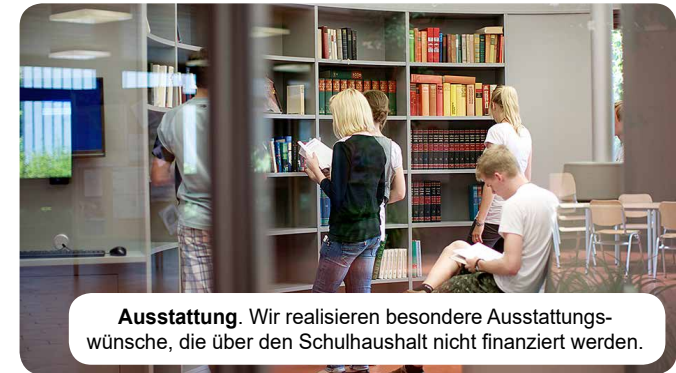 Ausstattung. Wir realisieren besondere Ausstattungs-
wünsche, die über den Schulhaushalt nicht finanziert werden.